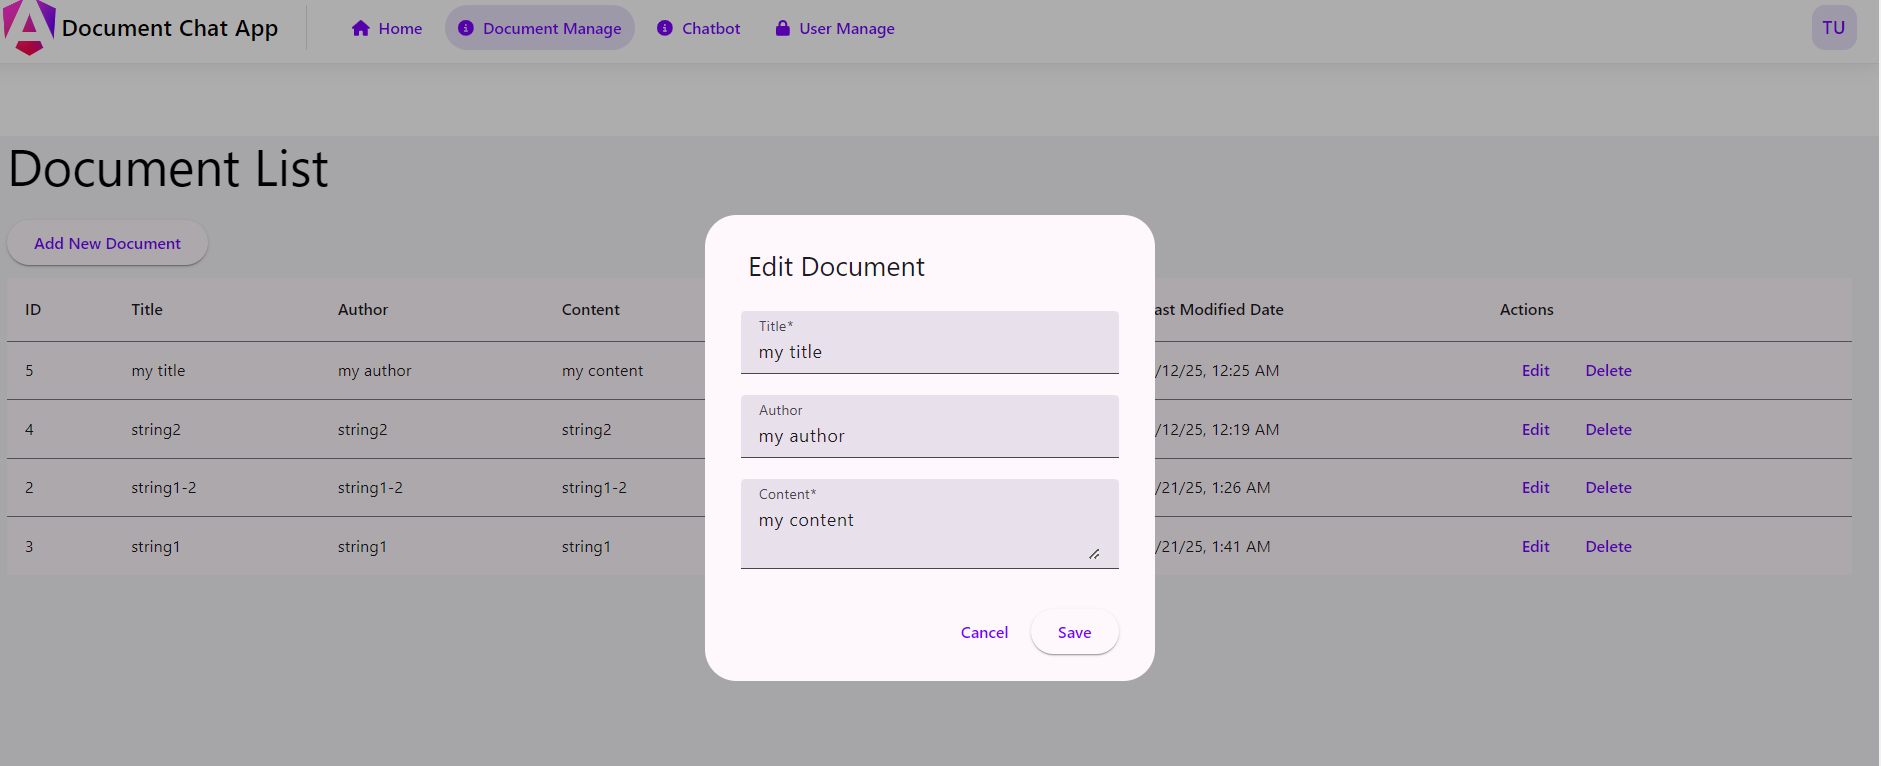 Document Chat App
Home
Document Manage
Chatbot
User Manage
TU
Document List
Add New Document
ID Title Author Content ast Modified Date Actions
5 my title my author my content /12/25, 12:25 AM Edit Delete
4 string2 string2 string2 /12/25, 12:19 AM Edit Delete
2 string1-2 string1-2 string1-2 /21/25, 1:26 AM Edit Delete
3 string1 string1 string1 /21/25, 1:41 AM Edit Delete
Edit Document
Title*
my title
Author
my author
Content*
my content
Cancel
Save